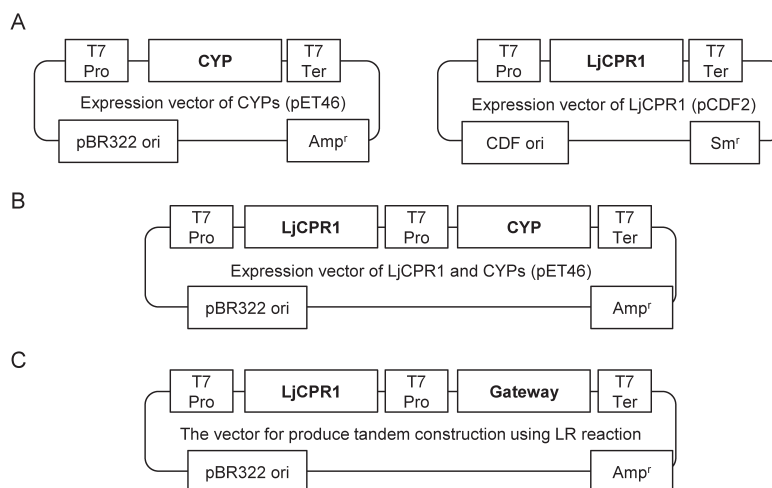 A
T7 Pro
CYP
T7 Ter
Expression vector of CYPs (pET46)
pBR322 ori
Ampʳ
T7 Pro
LjCPR1
T7 Ter
Expression vector of LjCPR1 (pCDF2)
CDF ori
Smʳ
B
T7 Pro
LjCPR1
T7 Pro
CYP
T7 Ter
Expression vector of LjCPR1 and CYPs (pET46)
pBR322 ori
Ampʳ
C
T7 Pro
LjCPR1
T7 Pro
Gateway
T7 Ter
The vector for produce tandem construction using LR reaction
pBR322 ori
Ampʳ